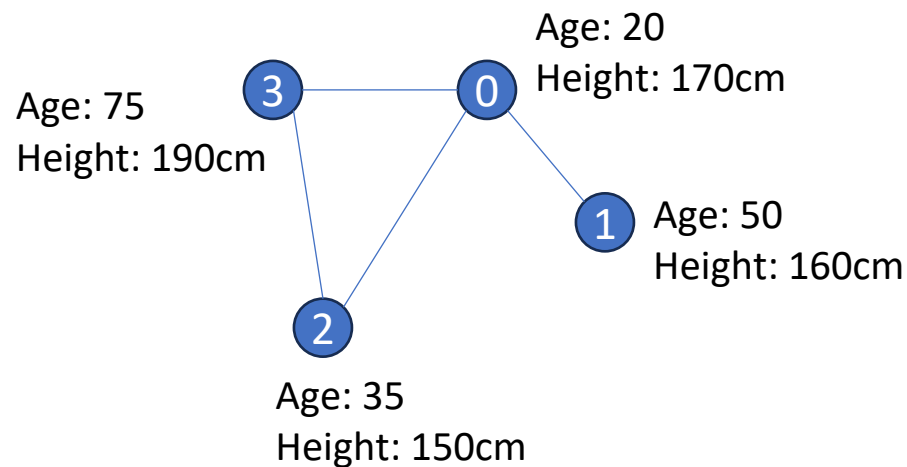 Age: 20
Height: 170cm
3
0
Age: 75
Height: 190cm
1
Age: 50
Height: 160cm
2
Age: 35
Height: 150cm